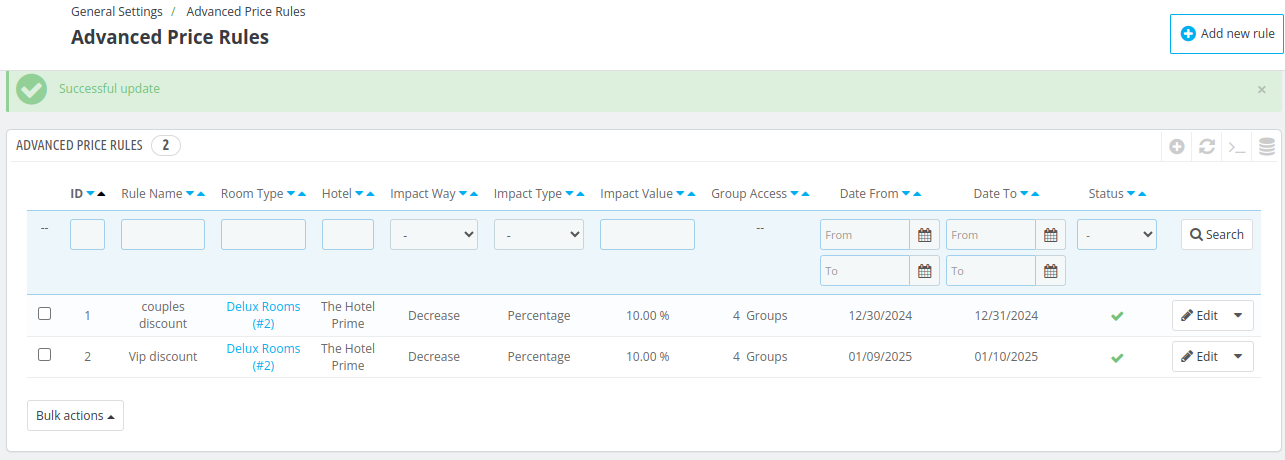 General Settings / Advanced Price Rules
Advanced Price Rules
Add new rule
Successful update ×
ADVANCED PRICE RULES 2
ID Rule Name Room Type Hotel Impact Way Impact Type Impact Value Group Access Date From Date To Status
-- - - -- From From - Search
To To
1 couples discount Delux Rooms (#2) The Hotel Prime Decrease Percentage 10.00 % 4 Groups 12/30/2024 12/31/2024 Edit
2 Vip discount Delux Rooms (#2) The Hotel Prime Decrease Percentage 10.00 % 4 Groups 01/09/2025 01/10/2025 Edit
Bulk actions